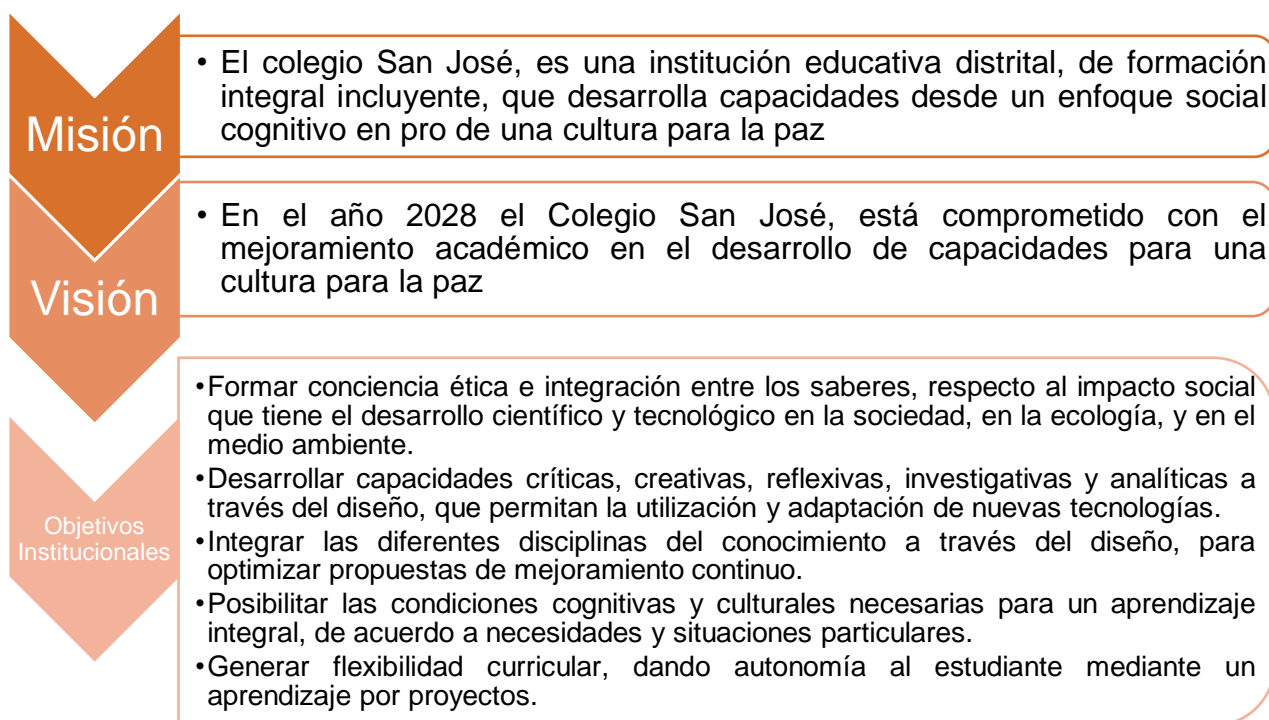 Misión
• El colegio San José, es una institución educativa distrital, de formación
integral incluyente, que desarrolla capacidades desde un enfoque social
cognitivo en pro de una cultura para la paz
Visión
• En el año 2028 el Colegio San José, está comprometido con el
mejoramiento académico en el desarrollo de capacidades para una
cultura para la paz
Objetivos
Institucionales
•Formar conciencia ética e integración entre los saberes, respecto al impacto social
que tiene el desarrollo científico y tecnológico en la sociedad, en la ecología, y en el
medio ambiente.
•Desarrollar capacidades críticas, creativas, reflexivas, investigativas y analíticas a
través del diseño, que permitan la utilización y adaptación de nuevas tecnologías.
•Integrar las diferentes disciplinas del conocimiento a través del diseño, para
optimizar propuestas de mejoramiento continuo.
•Posibilitar las condiciones cognitivas y culturales necesarias para un aprendizaje
integral, de acuerdo a necesidades y situaciones particulares.
•Generar flexibilidad curricular, dando autonomía al estudiante mediante un
aprendizaje por proyectos.